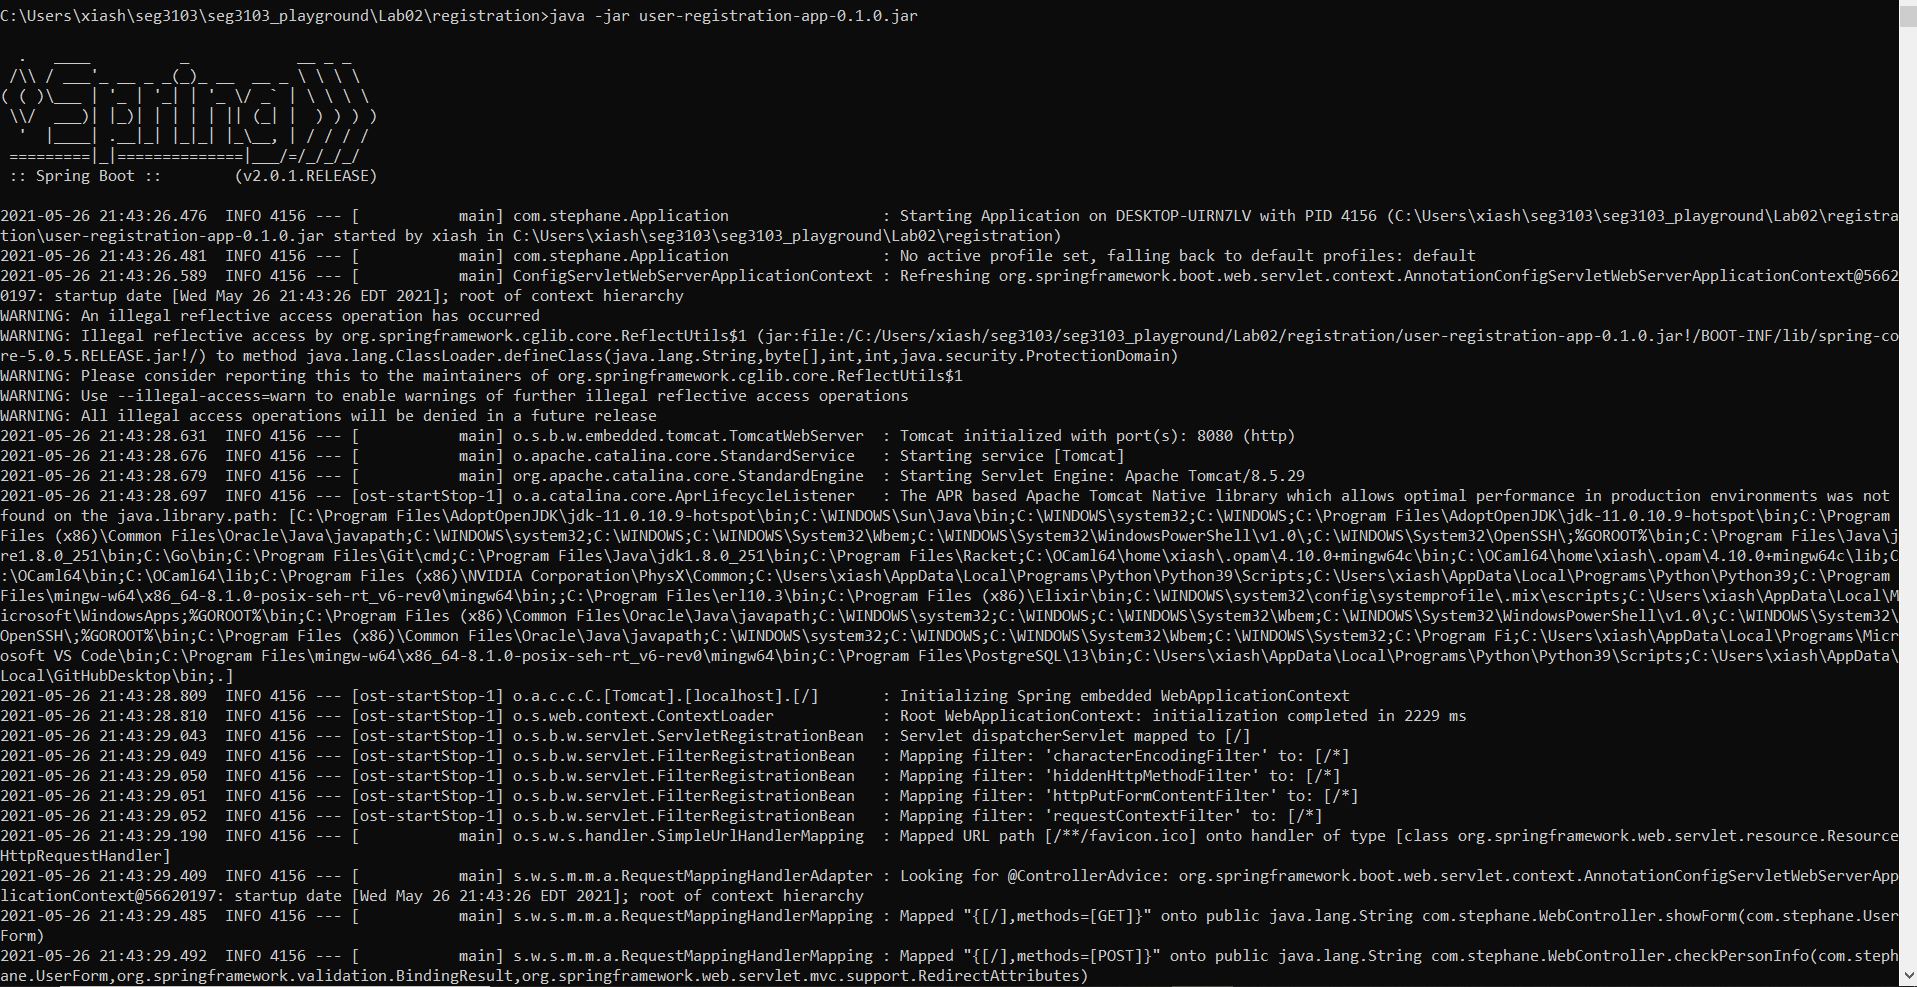 C:\Users\xiash\seg3103\seg3103_playground\Lab02\registration>java -jar user-registration-app-0.1.0.jar

  .   ____          _            __ _ _
 /\\ / ___'_ __ _ _(_)_ __  __ _ \ \ \ \
( ( )\___ | '_ | '_| | '_ \/ _` | \ \ \ \
 \\/  ___)| |_)| | | | | || (_| |  ) ) ) )
  '  |____| .__|_| |_|_| |_\__, | / / / /
 =========|_|==============|___/=/_/_/_/
 :: Spring Boot ::        (v2.0.1.RELEASE)

2021-05-26 21:43:26.476  INFO 4156 --- [           main] com.stephane.Application                 : Starting Application on DESKTOP-UIRN7LV with PID 4156 (C:\Users\xiash\seg3103\seg3103_playground\Lab02\registra
tion\user-registration-app-0.1.0.jar started by xiash in C:\Users\xiash\seg3103\seg3103_playground\Lab02\registration)
2021-05-26 21:43:26.481  INFO 4156 --- [           main] com.stephane.Application                 : No active profile set, falling back to default profiles: default
2021-05-26 21:43:26.589  INFO 4156 --- [           main] ConfigServletWebServerApplicationContext : Refreshing org.springframework.boot.web.servlet.context.AnnotationConfigServletWebServerApplicationContext@5662
0197: startup date [Wed May 26 21:43:26 EDT 2021]; root of context hierarchy
WARNING: An illegal reflective access operation has occurred
WARNING: Illegal reflective access by org.springframework.cglib.core.ReflectUtils$1 (jar:file:/C:/Users/xiash/seg3103/seg3103_playground/Lab02/registration/user-registration-app-0.1.0.jar!/BOOT-INF/lib/spring-co
re-5.0.5.RELEASE.jar!/) to method java.lang.ClassLoader.defineClass(java.lang.String,byte[],int,int,java.security.ProtectionDomain)
WARNING: Please consider reporting this to the maintainers of org.springframework.cglib.core.ReflectUtils$1
WARNING: Use --illegal-access=warn to enable warnings of further illegal reflective access operations
WARNING: All illegal access operations will be denied in a future release
2021-05-26 21:43:28.631  INFO 4156 --- [           main] o.s.b.w.embedded.tomcat.TomcatWebServer  : Tomcat initialized with port(s): 8080 (http)
2021-05-26 21:43:28.676  INFO 4156 --- [           main] o.apache.catalina.core.StandardService   : Starting service [Tomcat]
2021-05-26 21:43:28.679  INFO 4156 --- [           main] org.apache.catalina.core.StandardEngine  : Starting Servlet Engine: Apache Tomcat/8.5.29
2021-05-26 21:43:28.697  INFO 4156 --- [ost-startStop-1] o.a.catalina.core.AprLifecycleListener   : The APR based Apache Tomcat Native library which allows optimal performance in production environments was not
found on the java.library.path: [C:\Program Files\AdoptOpenJDK\jdk-11.0.10.9-hotspot\bin;C:\WINDOWS\Sun\Java\bin;C:\WINDOWS\system32;C:\WINDOWS;C:\Program Files\AdoptOpenJDK\jdk-11.0.10.9-hotspot\bin;C:\Program
Files (x86)\Common Files\Oracle\Java\javapath;C:\WINDOWS\system32;C:\WINDOWS;C:\WINDOWS\System32\Wbem;C:\WINDOWS\System32\WindowsPowerShell\v1.0\;C:\WINDOWS\System32\OpenSSH\;%GOROOT%\bin;C:\Program Files\Java\j
re1.8.0_251\bin;C:\Go\bin;C:\Program Files\Git\cmd;C:\Program Files\Java\jdk1.8.0_251\bin;C:\Program Files\Racket;C:\OCaml64\home\xiash\.opam\4.10.0+mingw64c\bin;C:\OCaml64\home\xiash\.opam\4.10.0+mingw64c\lib;C
:\OCaml64\bin;C:\OCaml64\lib;C:\Program Files (x86)\NVIDIA Corporation\PhysX\Common;C:\Users\xiash\AppData\Local\Programs\Python\Python39\Scripts;C:\Users\xiash\AppData\Local\Programs\Python\Python39;C:\Program
Files\mingw-w64\x86_64-8.1.0-posix-seh-rt_v6-rev0\mingw64\bin;;C:\Program Files\erl10.3\bin;C:\Program Files (x86)\Elixir\bin;C:\WINDOWS\system32\config\systemprofile\.mix\escripts;C:\Users\xiash\AppData\Local\M
icrosoft\WindowsApps;%GOROOT%\bin;C:\Program Files (x86)\Common Files\Oracle\Java\javapath;C:\WINDOWS\system32;C:\WINDOWS;C:\WINDOWS\System32\Wbem;C:\WINDOWS\System32\WindowsPowerShell\v1.0\;C:\WINDOWS\System32\
OpenSSH\;%GOROOT%\bin;C:\Program Files (x86)\Common Files\Oracle\Java\javapath;C:\WINDOWS\system32;C:\WINDOWS;C:\WINDOWS\System32\Wbem;C:\WINDOWS\System32;C:\Program Fi;C:\Users\xiash\AppData\Local\Programs\Micr
osoft VS Code\bin;C:\Program Files\mingw-w64\x86_64-8.1.0-posix-seh-rt_v6-rev0\mingw64\bin;C:\Program Files\PostgreSQL\13\bin;C:\Users\xiash\AppData\Local\Programs\Python\Python39\Scripts;C:\Users\xiash\AppData\
Local\GitHubDesktop\bin;.]
2021-05-26 21:43:28.809  INFO 4156 --- [ost-startStop-1] o.a.c.c.C.[Tomcat].[localhost].[/]       : Initializing Spring embedded WebApplicationContext
2021-05-26 21:43:28.810  INFO 4156 --- [ost-startStop-1] o.s.web.context.ContextLoader            : Root WebApplicationContext: initialization completed in 2229 ms
2021-05-26 21:43:29.043  INFO 4156 --- [ost-startStop-1] o.s.b.w.servlet.ServletRegistrationBean  : Servlet dispatcherServlet mapped to [/]
2021-05-26 21:43:29.049  INFO 4156 --- [ost-startStop-1] o.s.b.w.servlet.FilterRegistrationBean   : Mapping filter: 'characterEncodingFilter' to: [/*]
2021-05-26 21:43:29.050  INFO 4156 --- [ost-startStop-1] o.s.b.w.servlet.FilterRegistrationBean   : Mapping filter: 'hiddenHttpMethodFilter' to: [/*]
2021-05-26 21:43:29.051  INFO 4156 --- [ost-startStop-1] o.s.b.w.servlet.FilterRegistrationBean   : Mapping filter: 'httpPutFormContentFilter' to: [/*]
2021-05-26 21:43:29.052  INFO 4156 --- [ost-startStop-1] o.s.b.w.servlet.FilterRegistrationBean   : Mapping filter: 'requestContextFilter' to: [/*]
2021-05-26 21:43:29.190  INFO 4156 --- [           main] o.s.w.s.handler.SimpleUrlHandlerMapping  : Mapped URL path [/**/favicon.ico] onto handler of type [class org.springframework.web.servlet.resource.Resource
HttpRequestHandler]
2021-05-26 21:43:29.409  INFO 4156 --- [           main] s.w.s.m.m.a.RequestMappingHandlerAdapter : Looking for @ControllerAdvice: org.springframework.boot.web.servlet.context.AnnotationConfigServletWebServerApp
licationContext@56620197: startup date [Wed May 26 21:43:26 EDT 2021]; root of context hierarchy
2021-05-26 21:43:29.485  INFO 4156 --- [           main] s.w.s.m.m.a.RequestMappingHandlerMapping : Mapped "{[/],methods=[GET]}" onto public java.lang.String com.stephane.WebController.showForm(com.stephane.User
Form)
2021-05-26 21:43:29.492  INFO 4156 --- [           main] s.w.s.m.m.a.RequestMappingHandlerMapping : Mapped "{[/],methods=[POST]}" onto public java.lang.String com.stephane.WebController.checkPersonInfo(com.steph
ane.UserForm,org.springframework.validation.BindingResult,org.springframework.web.servlet.mvc.support.RedirectAttributes)